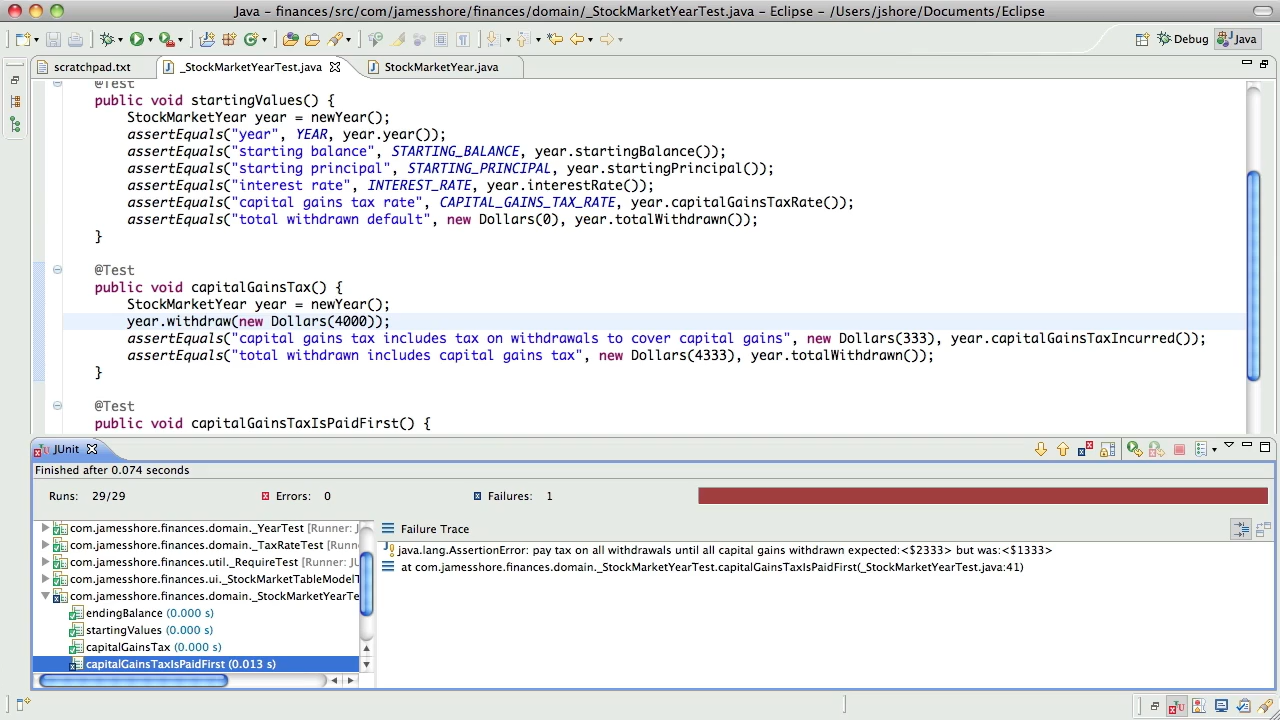 Java – finances/src/com/jamesshore/finances/domain/_StockMarketYearTest.java – Eclipse – /Users/jshore/Documents/Eclipse
Debug Java
scratchpad.txt _StockMarketYearTest.java StockMarketYear.java
@Test
public void startingValues() {
StockMarketYear year = newYear();
assertEquals("year", YEAR, year.year());
assertEquals("starting balance", STARTING_BALANCE, year.startingBalance());
assertEquals("starting principal", STARTING_PRINCIPAL, year.startingPrincipal());
assertEquals("interest rate", INTEREST_RATE, year.interestRate());
assertEquals("capital gains tax rate", CAPITAL_GAINS_TAX_RATE, year.capitalGainsTaxRate());
assertEquals("total withdrawn default", new Dollars(0), year.totalWithdrawn());
}
@Test
public void capitalGainsTax() {
StockMarketYear year = newYear();
year.withdraw(new Dollars(4000));
assertEquals("capital gains tax includes tax on withdrawals to cover capital gains", new Dollars(333), year.capitalGainsTaxIncurred());
assertEquals("total withdrawn includes capital gains tax", new Dollars(4333), year.totalWithdrawn());
}
@Test
public void capitalGainsTaxIsPaidFirst() {
JUnit
Finished after 0.074 seconds
Runs: 29/29 Errors: 0 Failures: 1
com.jamesshore.finances.domain._YearTest [Runner: J
com.jamesshore.finances.domain._TaxRateTest [Runn
com.jamesshore.finances.util._RequireTest [Runner: JU
com.jamesshore.finances.ui._StockMarketTableModelT
com.jamesshore.finances.domain._StockMarketYearTe
endingBalance (0.000 s)
startingValues (0.000 s)
capitalGainsTax (0.000 s)
capitalGainsTaxIsPaidFirst (0.013 s)
Failure Trace
java.lang.AssertionError: pay tax on all withdrawals until all capital gains withdrawn expected:<$2333> but was:<$1333>
at com.jamesshore.finances.domain._StockMarketYearTest.capitalGainsTaxIsPaidFirst(_StockMarketYearTest.java:41)